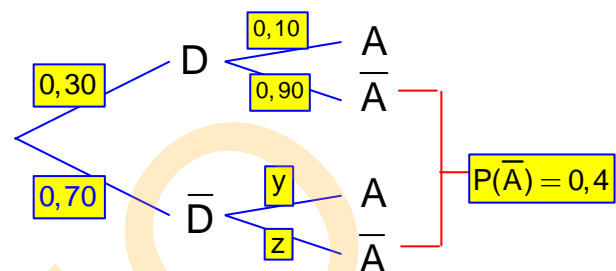 0,10
A
D
0,30
0,90
A̅
y
A
P(A̅) = 0,4
0,70
D̅
z
A̅